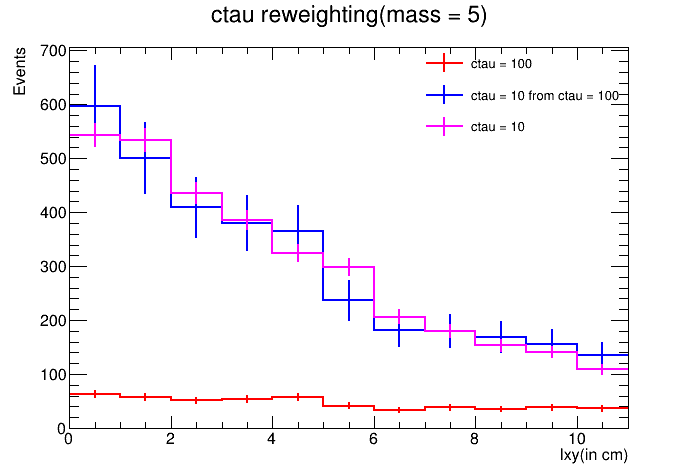 ctau reweighting(mass = 5)
Events
700
600
500
400
300
200
100
0
ctau = 100
ctau = 10 from ctau = 100
ctau = 10
0 2 4 6 8 10
lxy(in cm)